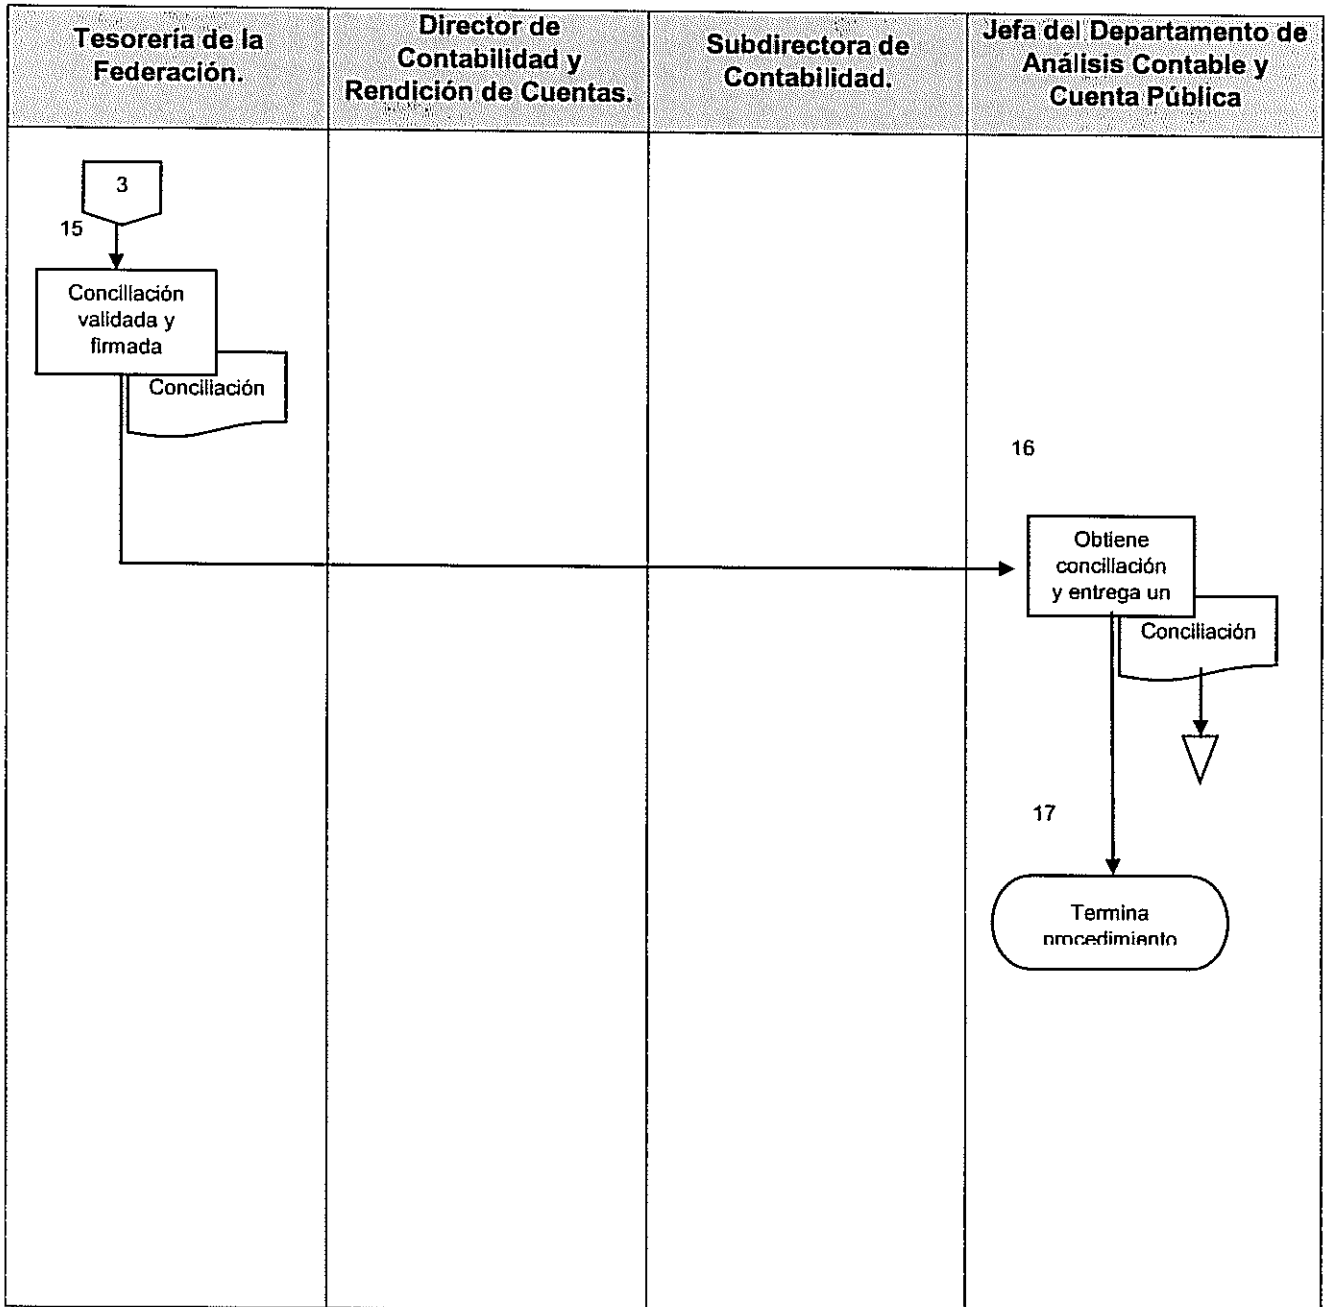 Tesorería de la
Federación.
Director de
Contabilidad y
Rendición de Cuentas.
Subdirectora de
Contabilidad.
Jefa del Departamento de
Análisis Contable y
Cuenta Pública
3
15
Conciliación
validada y
firmada
Conciliación
16
Obtiene
conciliación
y entrega un
Conciliación
17
Termina
procedimiento